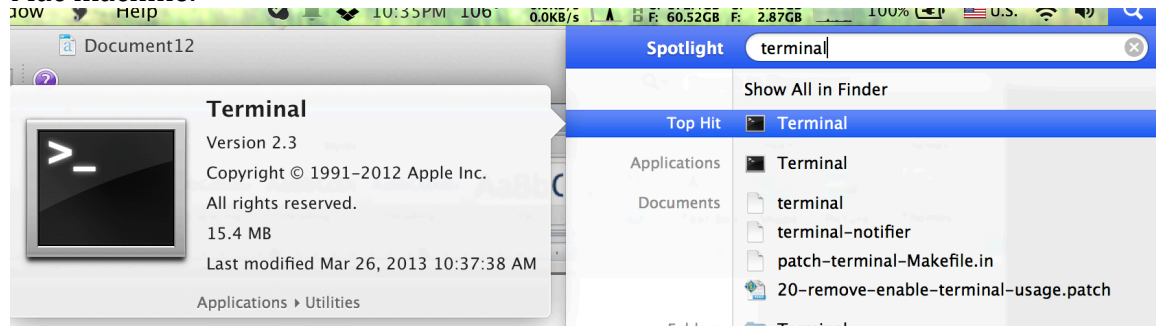 Help 10:35PM 106° 0.0KB/s F: 60.52GB F: 2.87GB 100% U.S.
Document12
Terminal
Version 2.3
Copyright © 1991-2012 Apple Inc.
All rights reserved.
15.4 MB
Last modified Mar 26, 2013 10:37:38 AM
Applications ▸ Utilities
Spotlight terminal
Show All in Finder
Top Hit Terminal
Applications Terminal
Documents terminal
terminal-notifier
patch-terminal-Makefile.in
20-remove-enable-terminal-usage.patch